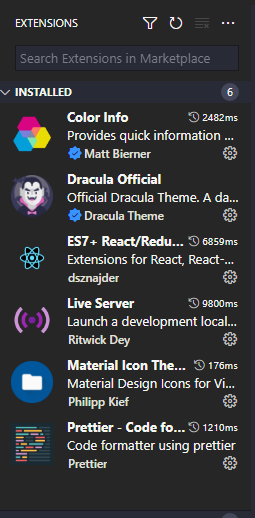 EXTENSIONS
Search Extensions in Marketplace
INSTALLED 6
Color Info 2482ms
Provides quick information ...
Matt Bierner
Dracula Official
Official Dracula Theme. A da...
Dracula Theme
ES7+ React/Redu... 6859ms
Extensions for React, React-...
dsznajder
Live Server 9800ms
Launch a development local...
Ritwick Dey
Material Icon The... 176ms
Material Design Icons for Vi...
Philipp Kief
Prettier - Code fo... 1210ms
Code formatter using prettier
Prettier